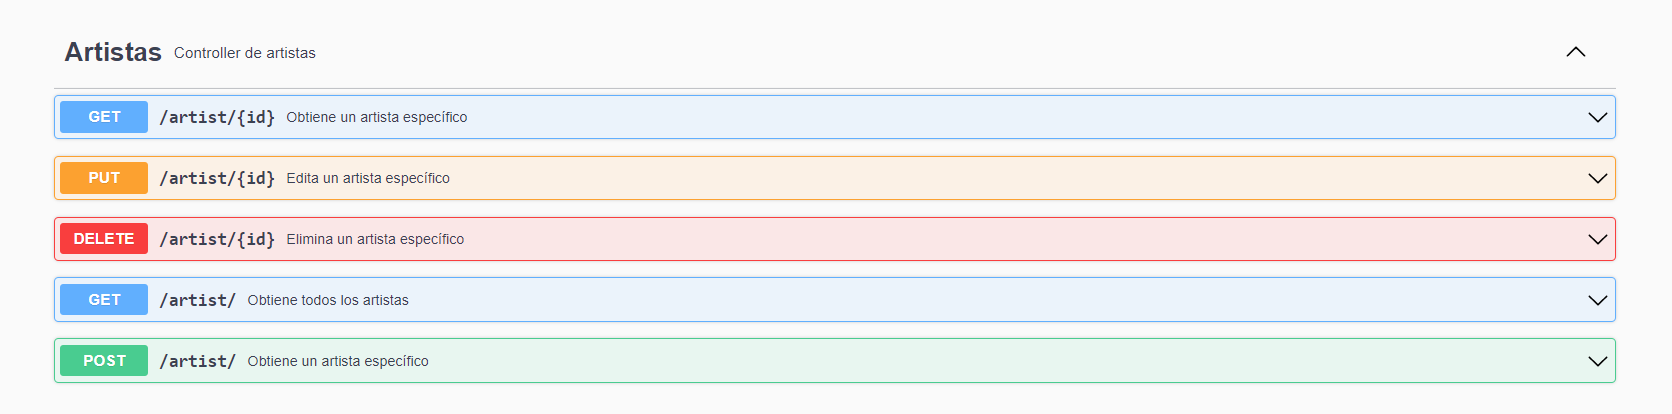 Artistas Controller de artistas
GET /artist/{id} Obtiene un artista específico
PUT /artist/{id} Edita un artista específico
DELETE /artist/{id} Elimina un artista específico
GET /artist/ Obtiene todos los artistas
POST /artist/ Obtiene un artista específico